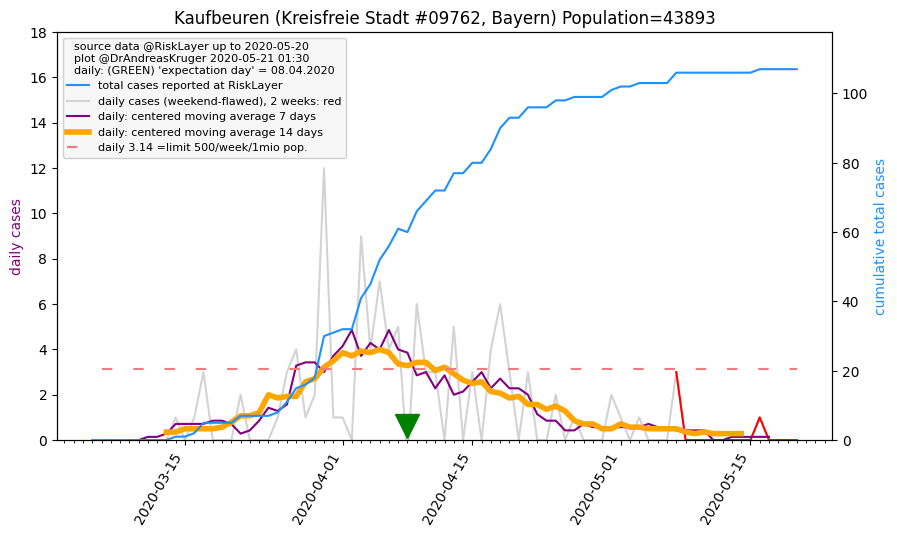 Kaufbeuren (Kreisfreie Stadt #09762, Bayern) Population=43893
source data @RiskLayer up to 2020-05-20
plot @DrAndreasKruger 2020-05-21 01:30
daily: (GREEN) 'expectation day' = 08.04.2020
total cases reported at RiskLayer
daily cases (weekend-flawed), 2 weeks: red
daily: centered moving average 7 days
daily: centered moving average 14 days
daily 3.14 =limit 500/week/1mio pop.
daily cases
18
16
14
12
10
8
6
4
2
0
cumulative total cases
100
80
60
40
20
0
2020-03-15
2020-04-01
2020-04-15
2020-05-01
2020-05-15